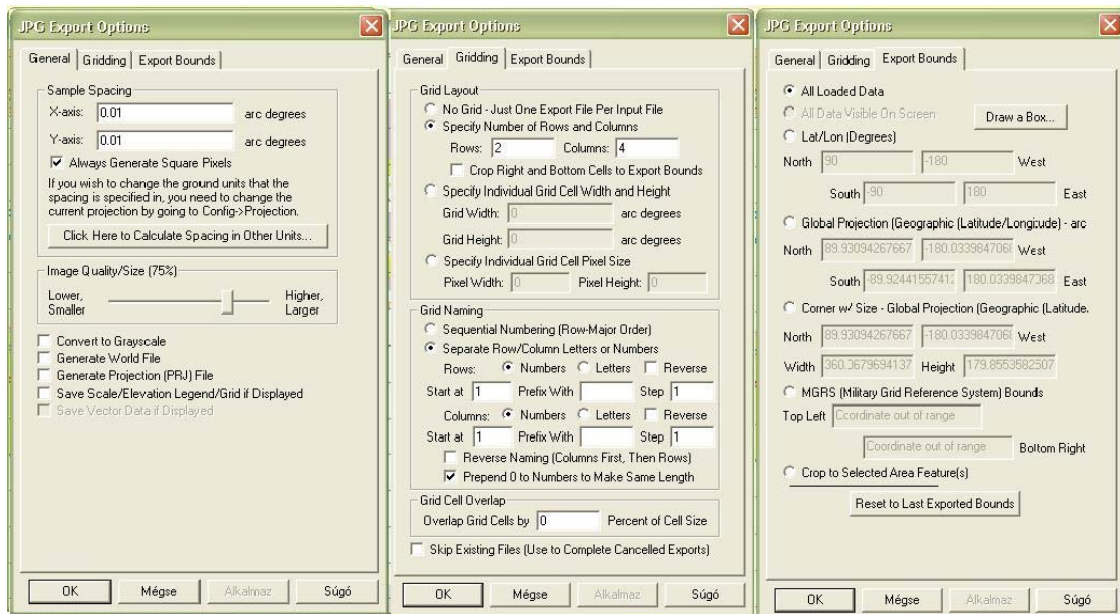 JPG Export Options
General Gridding Export Bounds
Sample Spacing
X-axis: 0.01 arc degrees
Y-axis: 0.01 arc degrees
Always Generate Square Pixels
If you wish to change the ground units that the
spacing is specified in, you need to change the
current projection by going to Config->Projection.
Click Here to Calculate Spacing in Other Units...
Image Quality/Size (75%)
Lower, Higher,
Smaller Larger
Convert to Grayscale
Generate World File
Generate Projection (PRJ) File
Save Scale/Elevation Legend/Grid if Displayed
Save Vector Data if Displayed
OK Mégse Alkalmaz Súgó
JPG Export Options
General Gridding Export Bounds
Grid Layout
No Grid - Just One Export File Per Input File
Specify Number of Rows and Columns
Rows: 2 Columns: 4
Crop Right and Bottom Cells to Export Bounds
Specify Individual Grid Cell Width and Height
Grid Width: 0 arc degrees
Grid Height: 0 arc degrees
Specify Individual Grid Cell Pixel Size
Pixel Width: 0 Pixel Height: 0
Grid Naming
Sequential Numbering (Row-Major Order)
Separate Row/Column Letters or Numbers
Rows: Numbers Letters Reverse
Start at 1 Prefix With Step 1
Columns: Numbers Letters Reverse
Start at 1 Prefix With Step 1
Reverse Naming (Columns First, Then Rows)
Prepend 0 to Numbers to Make Same Length
Grid Cell Overlap
Overlap Grid Cells by 0 Percent of Cell Size
Skip Existing Files (Use to Complete Cancelled Exports)
OK Mégse Alkalmaz Súgó
JPG Export Options
General Gridding Export Bounds
All Loaded Data
All Data Visible On Screen Draw a Box...
Lat/Lon (Degrees)
North 90 -180 West
South -90 180 East
Global Projection (Geographic (Latitude/Longitude) - arc
North 89.93094267667 -180.0339847068 West
South -89.92441557412 180.0339847068 East
Corner w/ Size - Global Projection (Geographic (Latitude.
North 89.93094267667 -180.0339847068 West
Width 360.0679694137 Height 179.8553582507
MGRS (Military Grid Reference System) Bounds
Top Left Coordinate out of range
Coordinate out of range Bottom Right
Crop to Selected Area Feature(s)
Reset to Last Exported Bounds
OK Mégse Alkalmaz Súgó